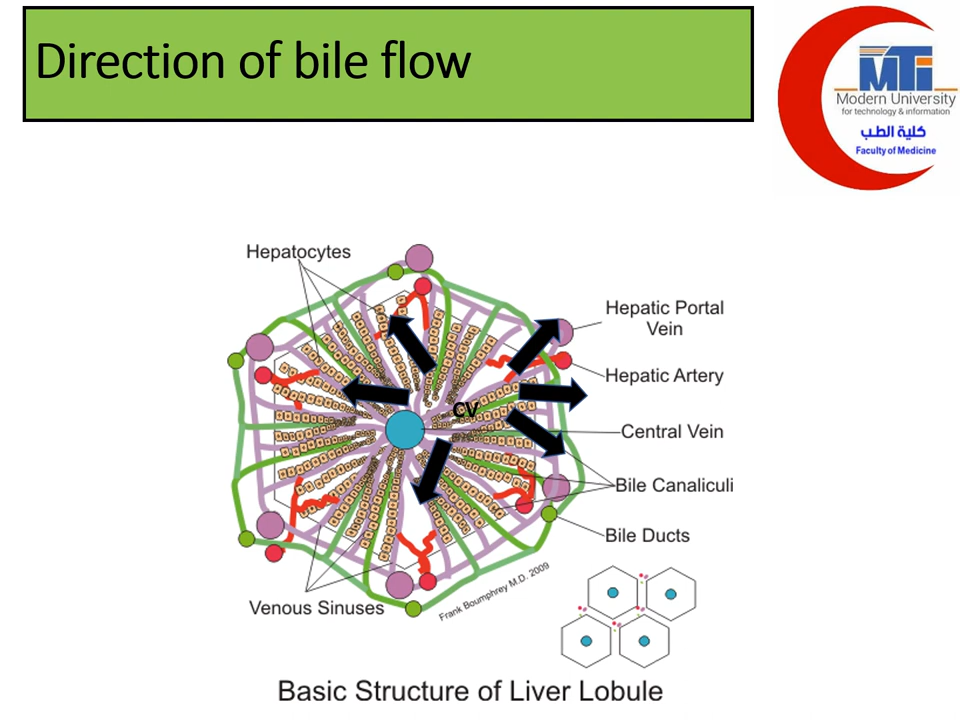 Direction of bile flow
MTi
Modern University
for technology & information
كلية الطب
Faculty of Medicine
Hepatocytes
Hepatic Portal
Vein
Hepatic Artery
CV
Central Vein
Bile Canaliculi
Bile Ducts
Venous Sinuses
Frank Boumphrey M.D. 2009
Basic Structure of Liver Lobule